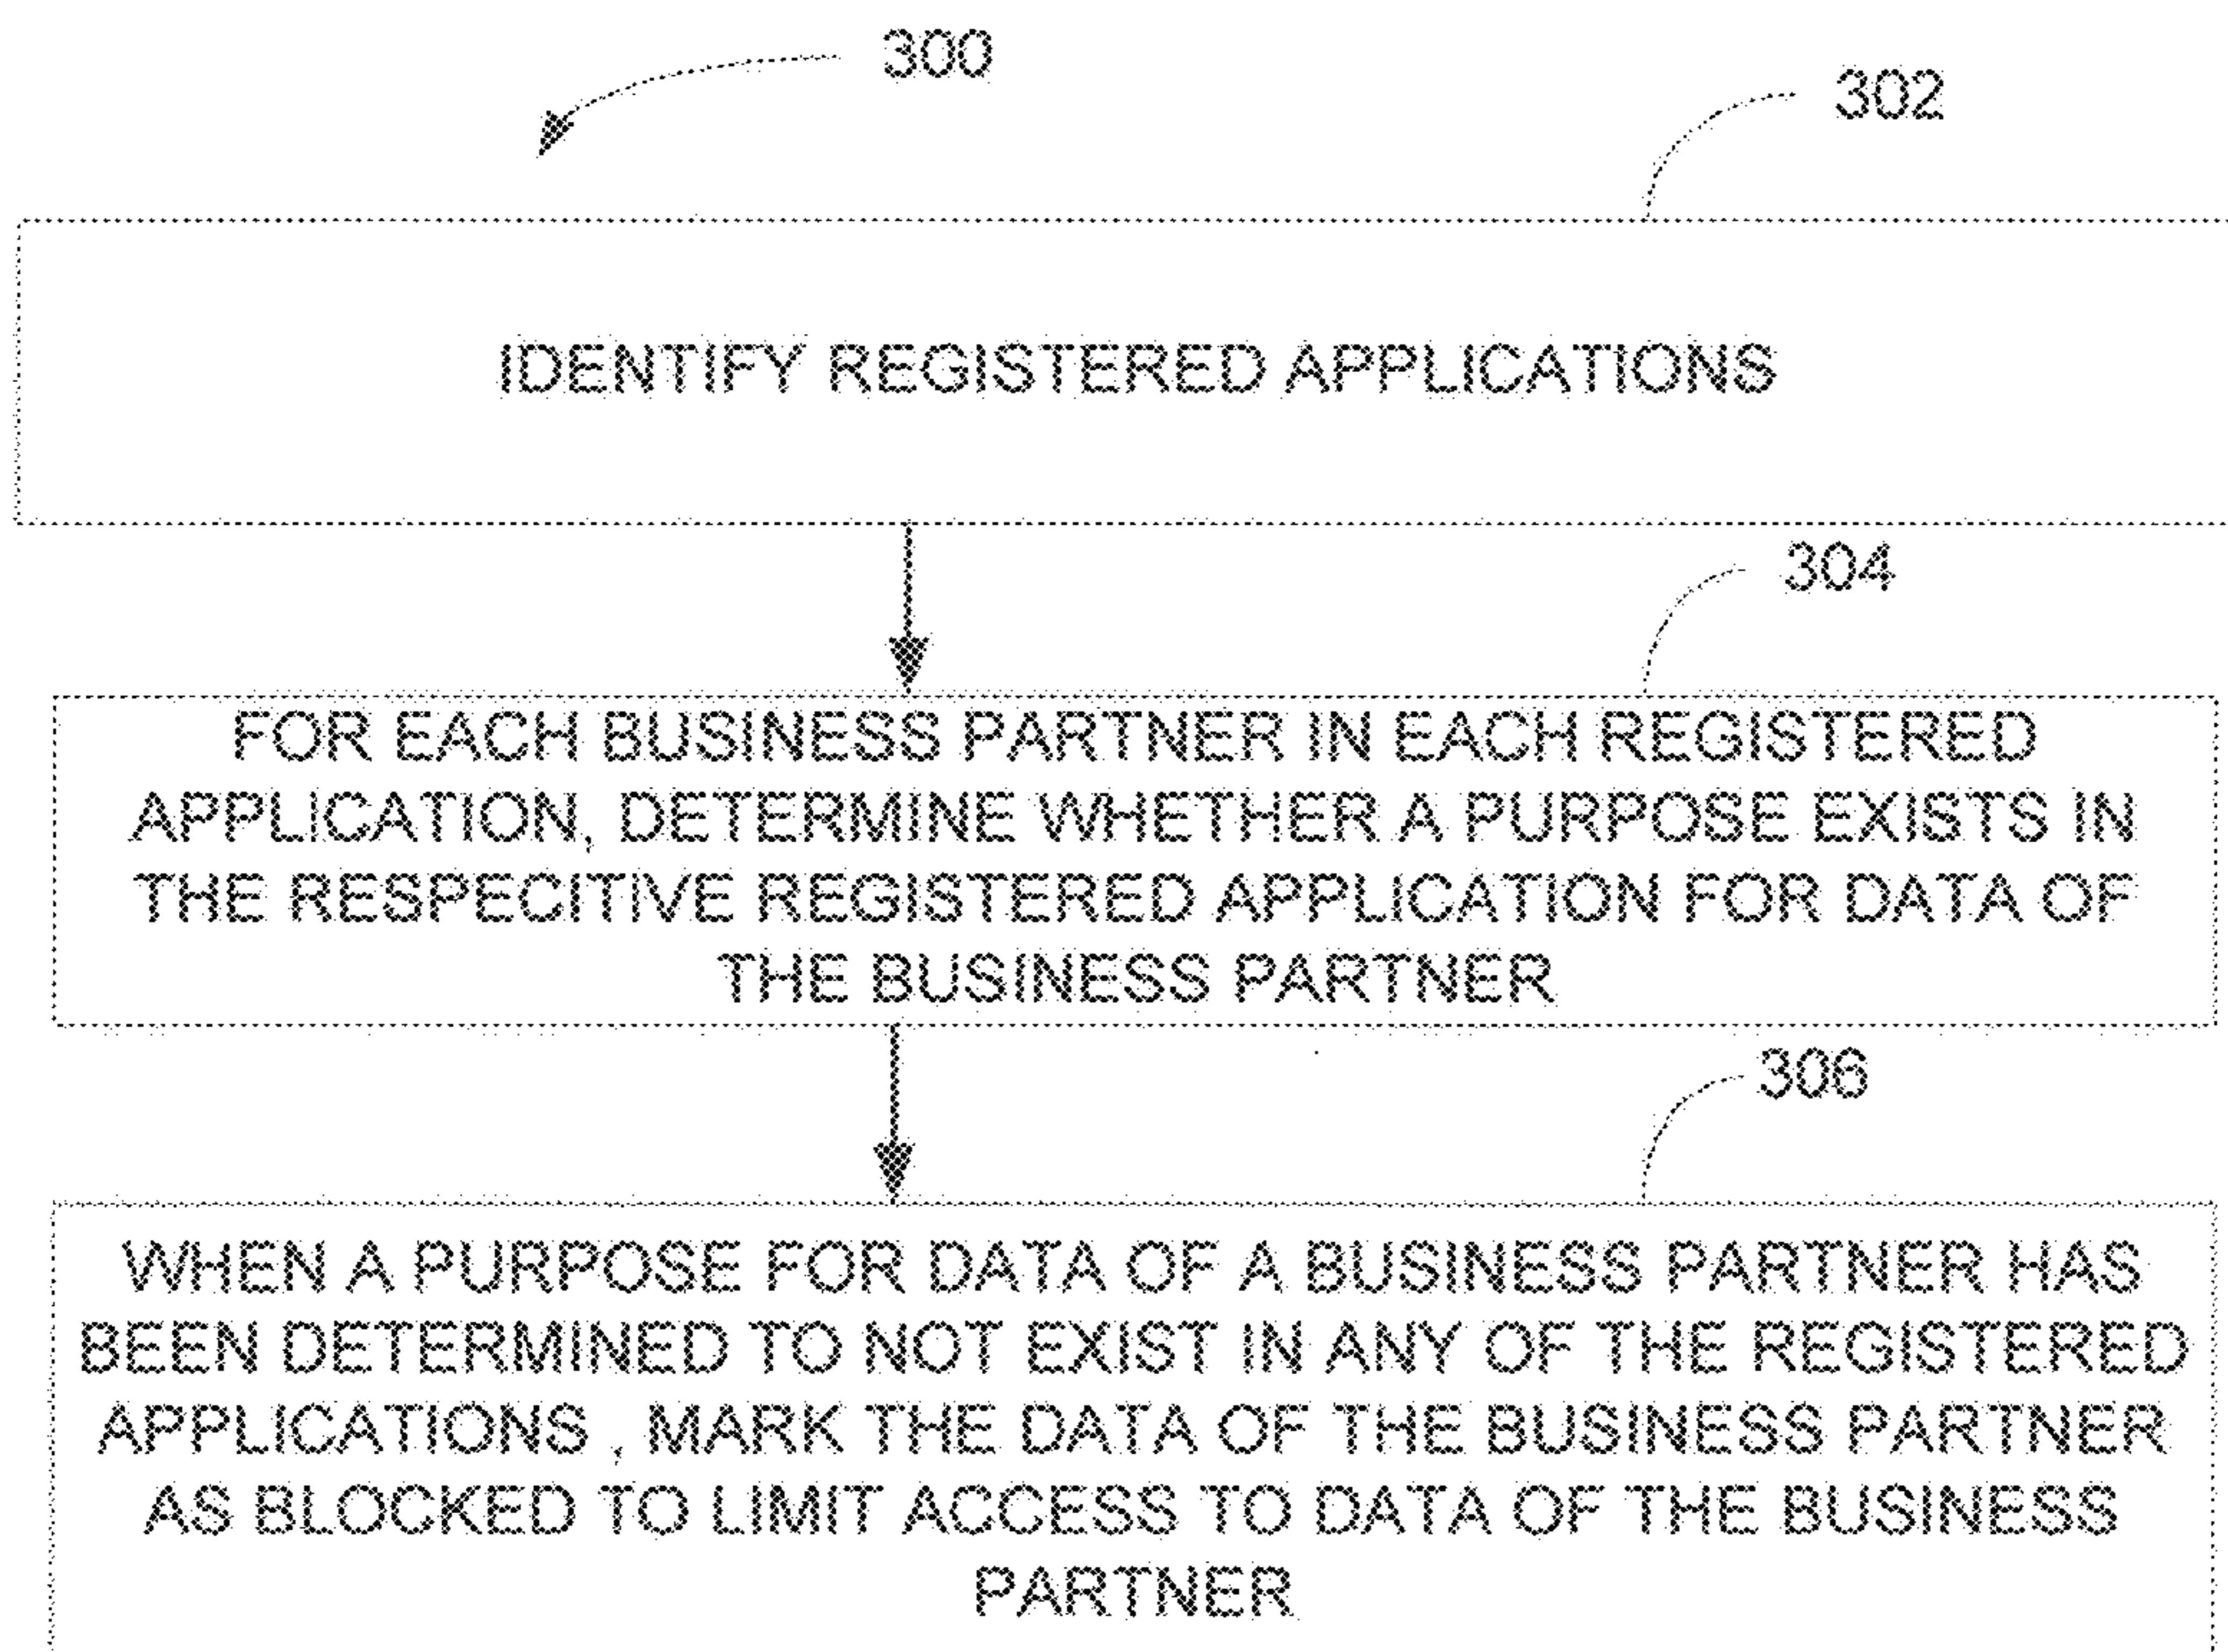 300
302
IDENTIFY REGISTERED APPLICATIONS
304
FOR EACH BUSINESS PARTNER IN EACH REGISTERED
APPLICATION, DETERMINE WHETHER A PURPOSE EXISTS IN
THE RESPECITIVE REGISTERED APPLICATION FOR DATA OF
THE BUSINESS PARTNER
306
WHEN A PURPOSE FOR DATA OF A BUSINESS PARTNER HAS
BEEN DETERMINED TO NOT EXIST IN ANY OF THE REGISTERED
APPLICATIONS , MARK THE DATA OF THE BUSINESS PARTNER
AS BLOCKED TO LIMIT ACCESS TO DATA OF THE BUSINESS
PARTNER